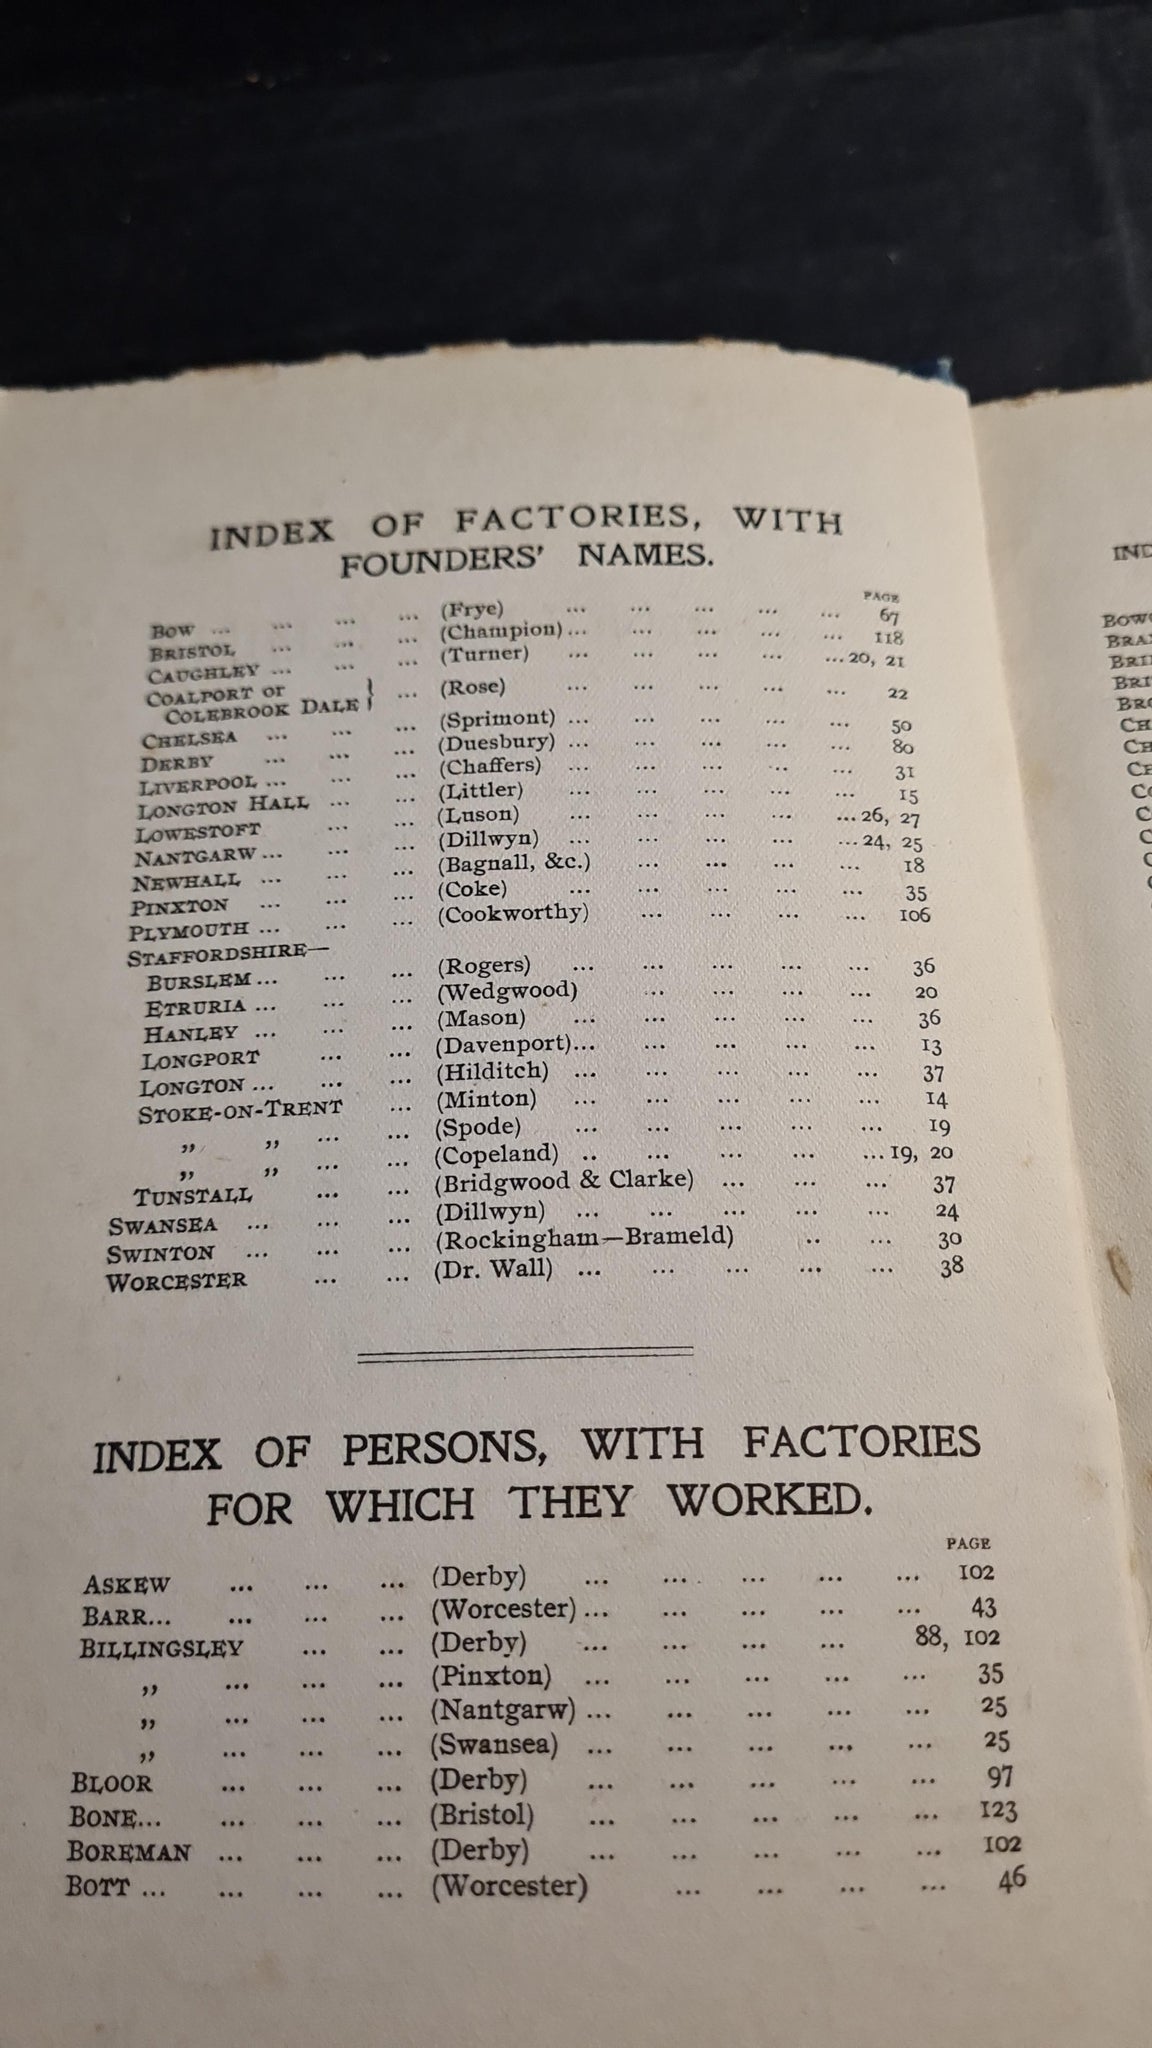 INDEX OF FACTORIES, WITH
FOUNDERS' NAMES.
PAGE
BOW ... ... ... ... (Frye) ... ... ... ... ... 67
BRISTOL ... ... ... (Champion)... ... ... ... ... 118
CAUGHLEY ... ... ... (Turner) ... ... ... ... ...20, 21
COALPORT or
COLEBROOK DALE } ... (Rose) ... ... ... ... ... 22
CHELSEA ... ... ... (Sprimont) ... ... ... ... ... 50
DERBY ... ... ... (Duesbury) ... ... ... ... ... 80
LIVERPOOL ... ... ... (Chaffers) ... ... ... ... ... 31
LONGTON HALL ... ... (Littler) ... ... ... ... ... 15
LOWESTOFT ... ... (Luson) ... ... ... ... ...26, 27
NANTGARW ... ... ... (Dillwyn) ... ... ... ... ...24, 25
NEWHALL ... ... ... (Bagnall, &c.) ... ... ... ... 18
PINXTON ... ... ... (Coke) ... ... ... ... ... 35
PLYMOUTH ... ... ... (Cookworthy) ... ... ... ... 106
STAFFORDSHIRE—
BURSLEM ... ... ... (Rogers) ... ... ... ... ... 36
ETRURIA ... ... ... (Wedgwood) ... ... ... ... 20
HANLEY ... ... ... (Mason) ... ... ... ... ... 36
LONGPORT ... ... (Davenport)... ... ... ... ... 13
LONGTON ... ... ... (Hilditch) ... ... ... ... ... 37
STOKE-ON-TRENT ... (Minton) ... ... ... ... ... 14
„ „ ... ... (Spode) ... ... ... ... ... 19
„ „ ... ... (Copeland) .. ... ... ... ...19, 20
TUNSTALL ... ... (Bridgwood & Clarke) ... ... ... 37
SWANSEA ... ... ... (Dillwyn) ... ... ... ... ... 24
SWINTON ... ... ... (Rockingham—Brameld) .. ... 30
WORCESTER ... ... (Dr. Wall) ... ... ... ... ... 38
INDEX OF PERSONS, WITH FACTORIES
FOR WHICH THEY WORKED.
PAGE
ASKEW ... ... ... (Derby) ... ... ... ... ... 102
BARR... ... ... ... (Worcester) ... ... ... ... ... 43
BILLINGSLEY ... ... (Derby) ... ... ... ... 88, 102
„ ... ... ... (Pinxton) ... ... ... ... ... 35
„ ... ... ... (Nantgarw) ... ... ... ... ... 25
„ ... ... ... (Swansea) ... ... ... ... ... 25
BLOOR ... ... ... (Derby) ... ... ... ... ... 97
BONE... ... ... ... (Bristol) ... ... ... ... ... 123
BOREMAN ... ... ... (Derby) ... ... ... ... ... 102
BOTT ... ... ... ... (Worcester) ... ... ... ... 46